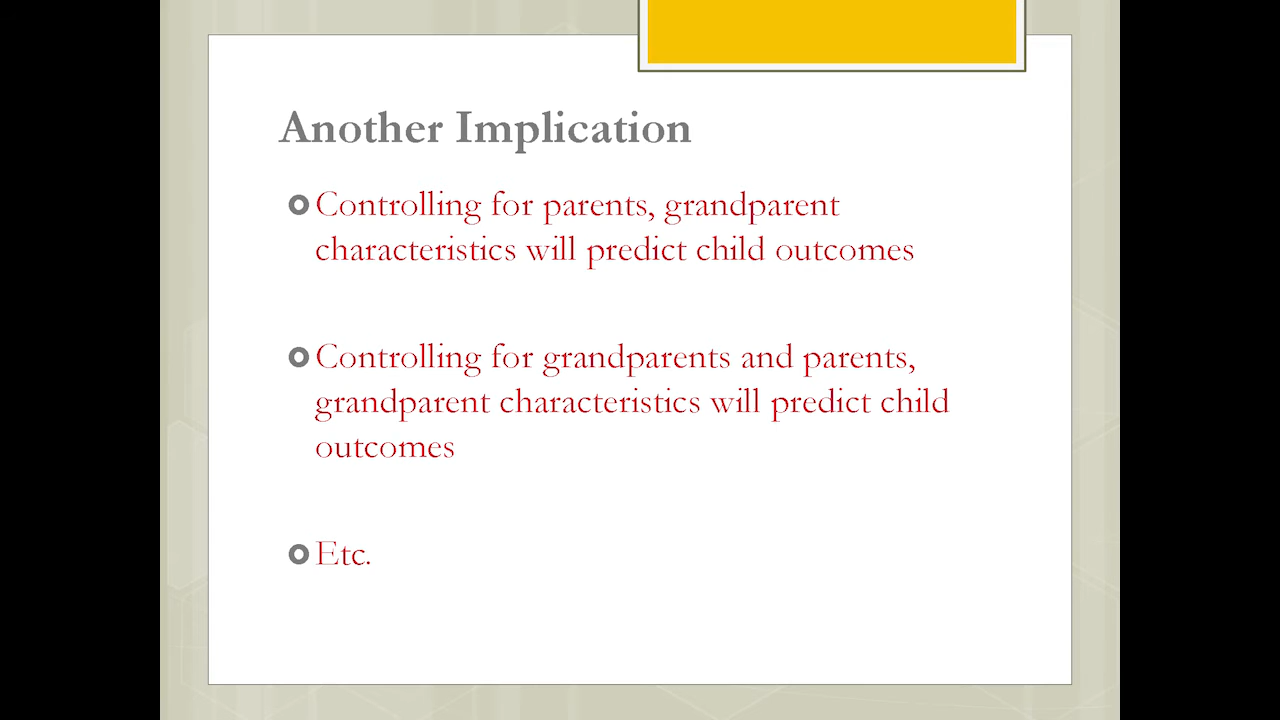 Another Implication
Controlling for parents, grandparent
characteristics will predict child outcomes
Controlling for grandparents and parents,
grandparent characteristics will predict child
outcomes
Etc.